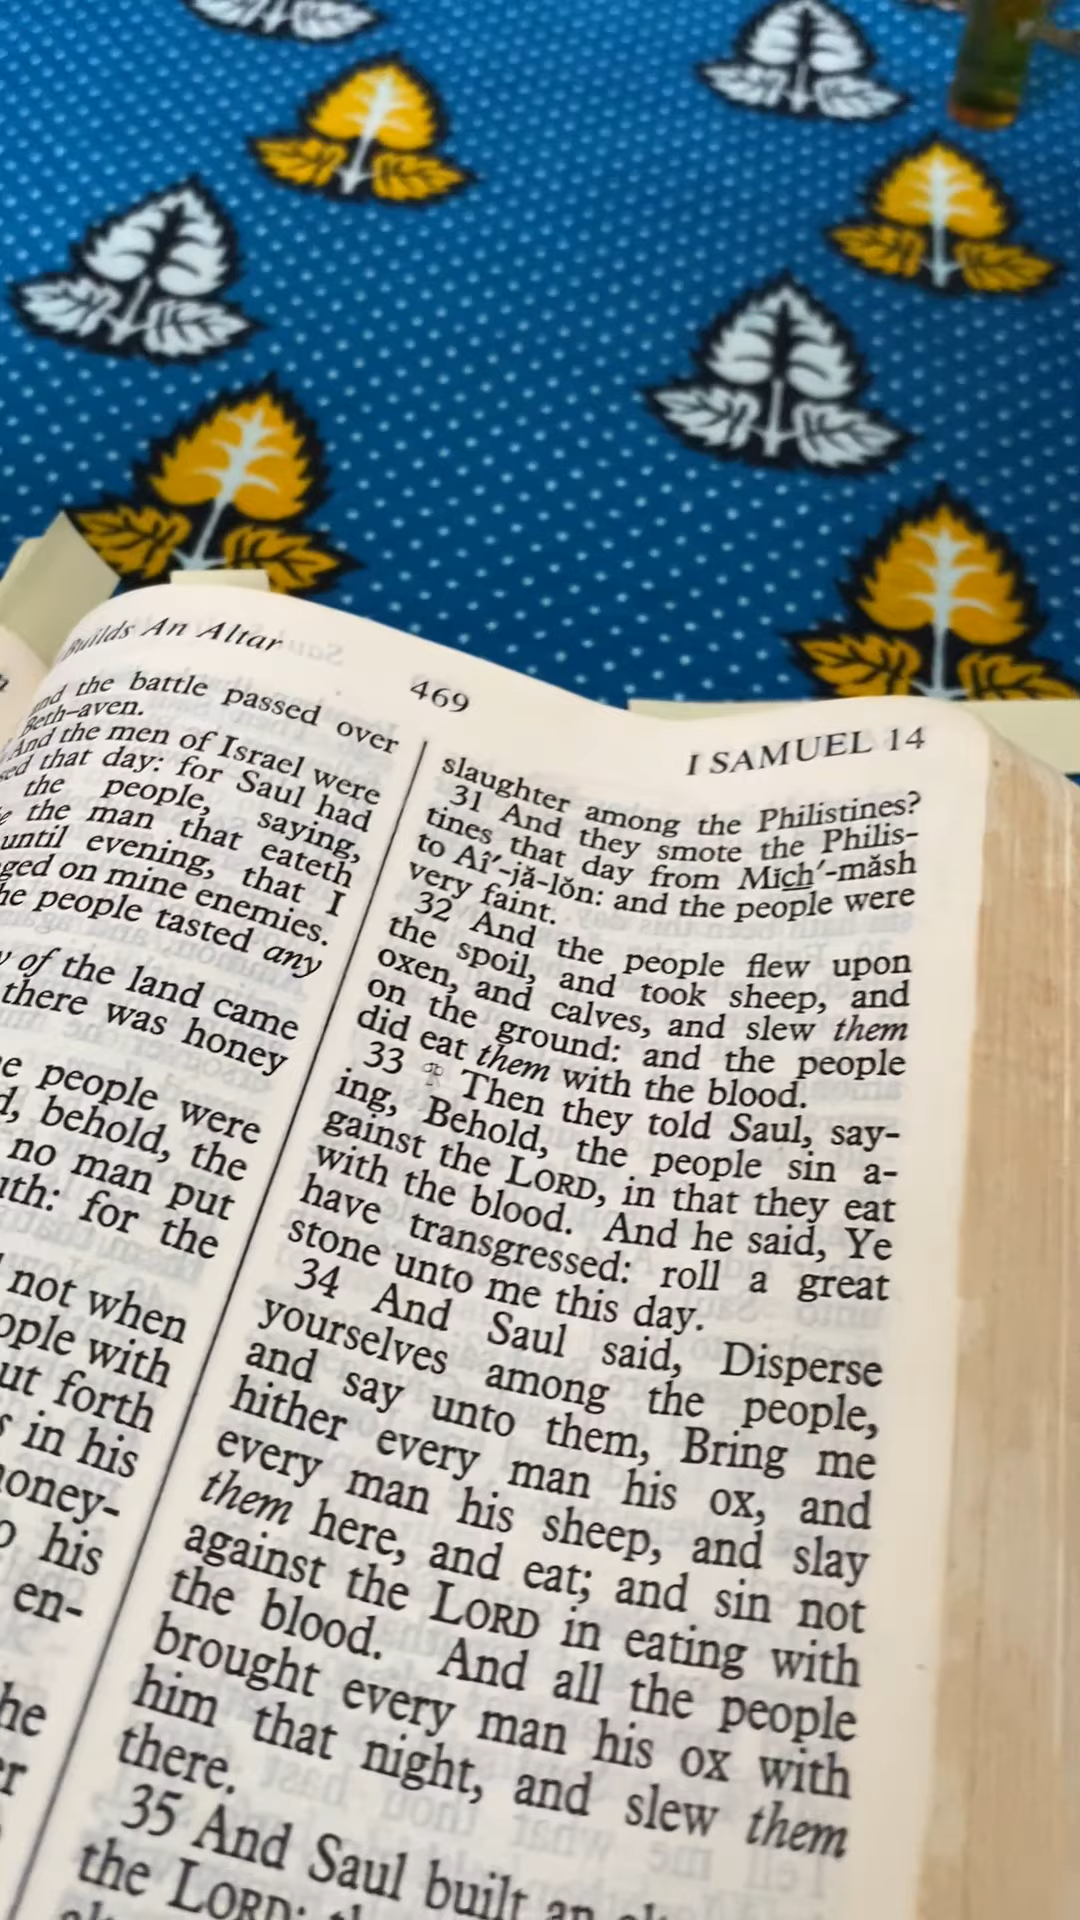 Builds An Altar
469
I SAMUEL 14
and the battle passed over
Beth-aven.
And the men of Israel were
that day: for Saul had
the people, saying,
the man that eateth
until evening, that I
on mine enemies.
people tasted any
of the land came
there was honey
people were
behold, the
no man put
for the
not when
with
forth
in his
his
en-
slaughter among the Philistines?
31 And they smote the Philis-
tines that day from Mĭch′-măsh
to Aî′-jă-lŏn: and the people were
very faint.
32 And the people flew upon
the spoil, and took sheep, and
oxen, and calves, and slew them
on the ground: and the people
did eat them with the blood.
33 ¶ Then they told Saul, say-
ing, Behold, the people sin a-
gainst the LORD, in that they eat
with the blood. And he said, Ye
have transgressed: roll a great
stone unto me this day.
34 And Saul said, Disperse
yourselves among the people,
and say unto them, Bring me
hither every man his ox, and
every man his sheep, and slay
them here, and eat; and sin not
against the LORD in eating with
the blood. And all the people
brought every man his ox with
him that night, and slew them
there.
35 And Saul built an
the LORD: